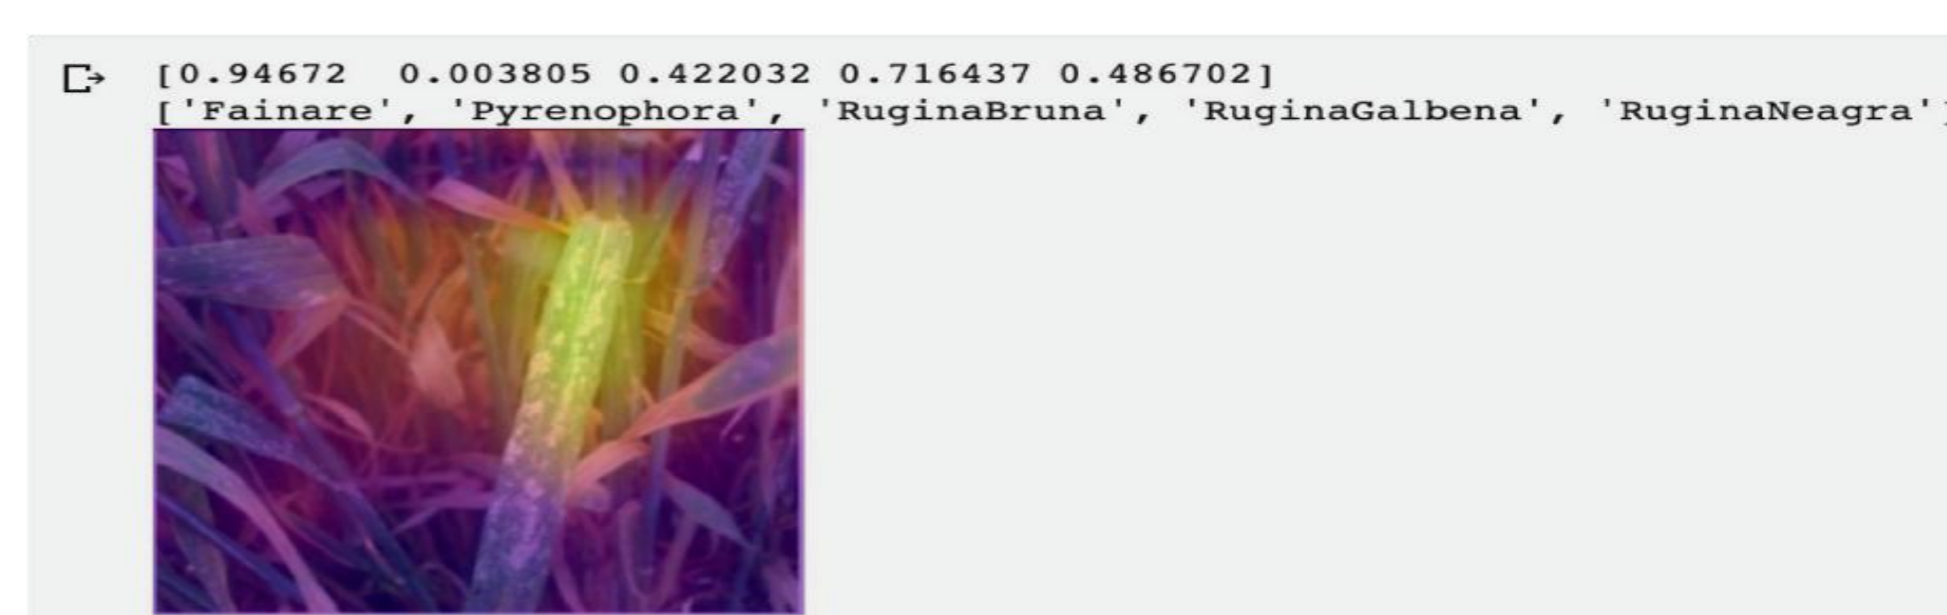 [0.94672 0.003805 0.422032 0.716437 0.486702]
['Fainare', 'Pyrenophora', 'RuginaBruna', 'RuginaGalbena', 'RuginaNeagra']